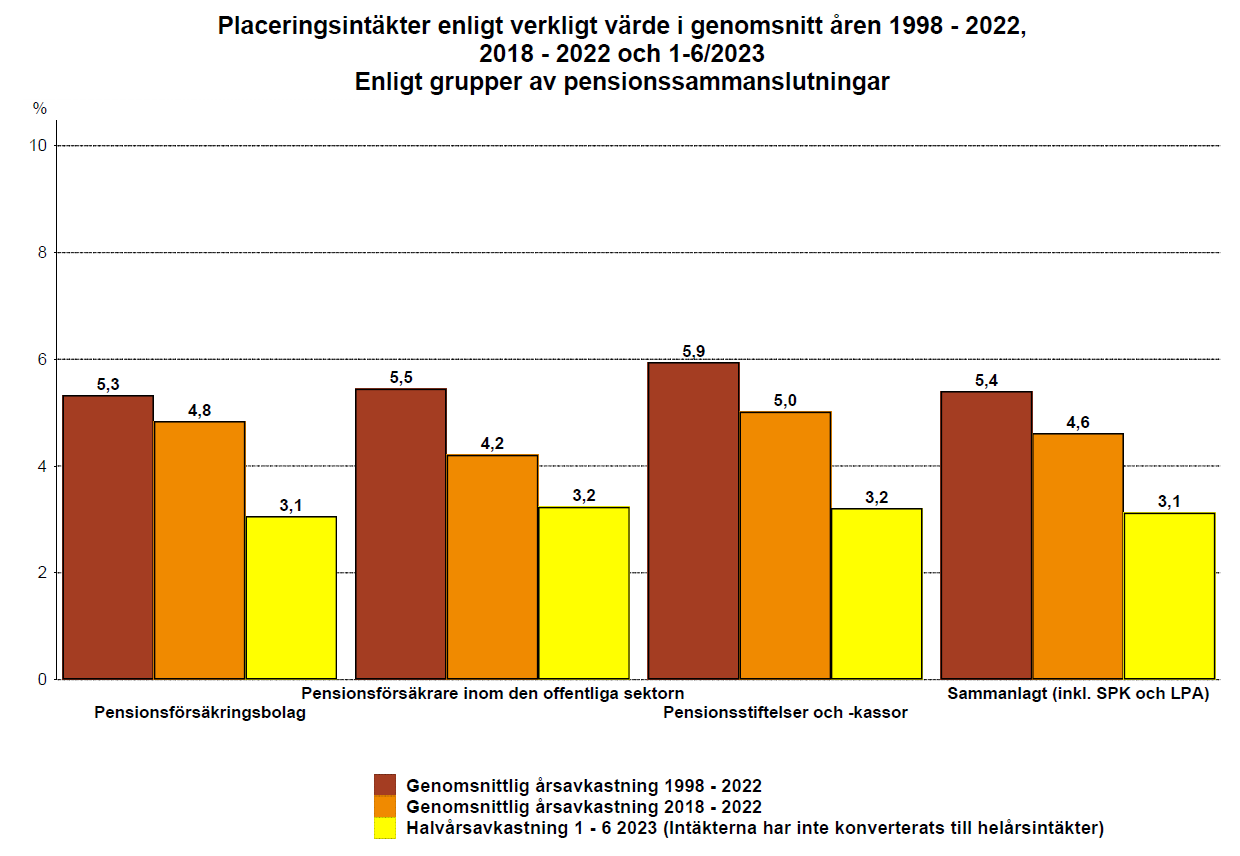 Placeringsintäkter enligt verkligt värde i genomsnitt åren 1998 - 2022,
2018 - 2022 och 1-6/2023
Enligt grupper av pensionssammanslutningar
%
10
8
6
4
2
0
5,3
4,8
3,1
5,5
4,2
3,2
5,9
5,0
3,2
5,4
4,6
3,1
Pensionsförsäkringsbolag
Pensionsförsäkrare inom den offentliga sektorn
Pensionsstiftelser och -kassor
Sammanlagt (inkl. SPK och LPA)
Genomsnittlig årsavkastning 1998 - 2022
Genomsnittlig årsavkastning 2018 - 2022
Halvårsavkastning 1 - 6 2023 (Intäkterna har inte konverterats till helårsintäkter)